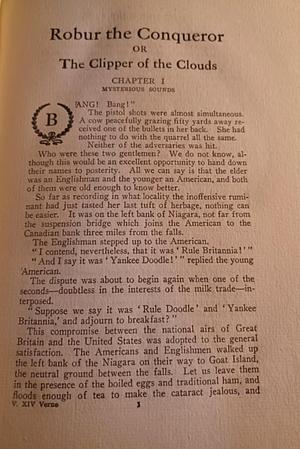 Robur the Conqueror
OR
The Clipper of the Clouds
CHAPTER I
MYSTERIOUS SOUNDS
BANG! Bang!"
The pistol shots were almost simultaneous.
A cow peacefully grazing fifty yards away re-
ceived one of the bullets in her back. She had
nothing to do with the quarrel all the same.
Neither of the adversaries was hit.
Who were these two gentlemen? We do not know, al-
though this would be an excellent opportunity to hand down
their names to posterity. All we can say is that the elder
was an Englishman and the younger an American, and both
of them were old enough to know better.
So far as recording in what locality the inoffensive rumi-
nant had just tasted her last tuft of herbage, nothing can
be easier. It was on the left bank of Niagara, not far from
the suspension bridge which joins the American to the
Canadian bank three miles from the falls.
The Englishman stepped up to the American.
"I contend, nevertheless, that it was 'Rule Britannia!'"
"And I say it was 'Yankee Doodle!'" replied the young
American.
The dispute was about to begin again when one of the
seconds—doubtless in the interests of the milk trade—in-
terposed.
"Suppose we say it was 'Rule Doodle' and 'Yankee
Britannia,' and adjourn to breakfast?"
This compromise between the national airs of Great
Britain and the United States was adopted to the general
satisfaction. The Americans and Englishmen walked up
the left bank of the Niagara on their way to Goat Island,
the neutral ground between the falls. Let us leave them
in the presence of the boiled eggs and traditional ham, and
floods enough of tea to make the cataract jealous, and
V. XIV Verne 3